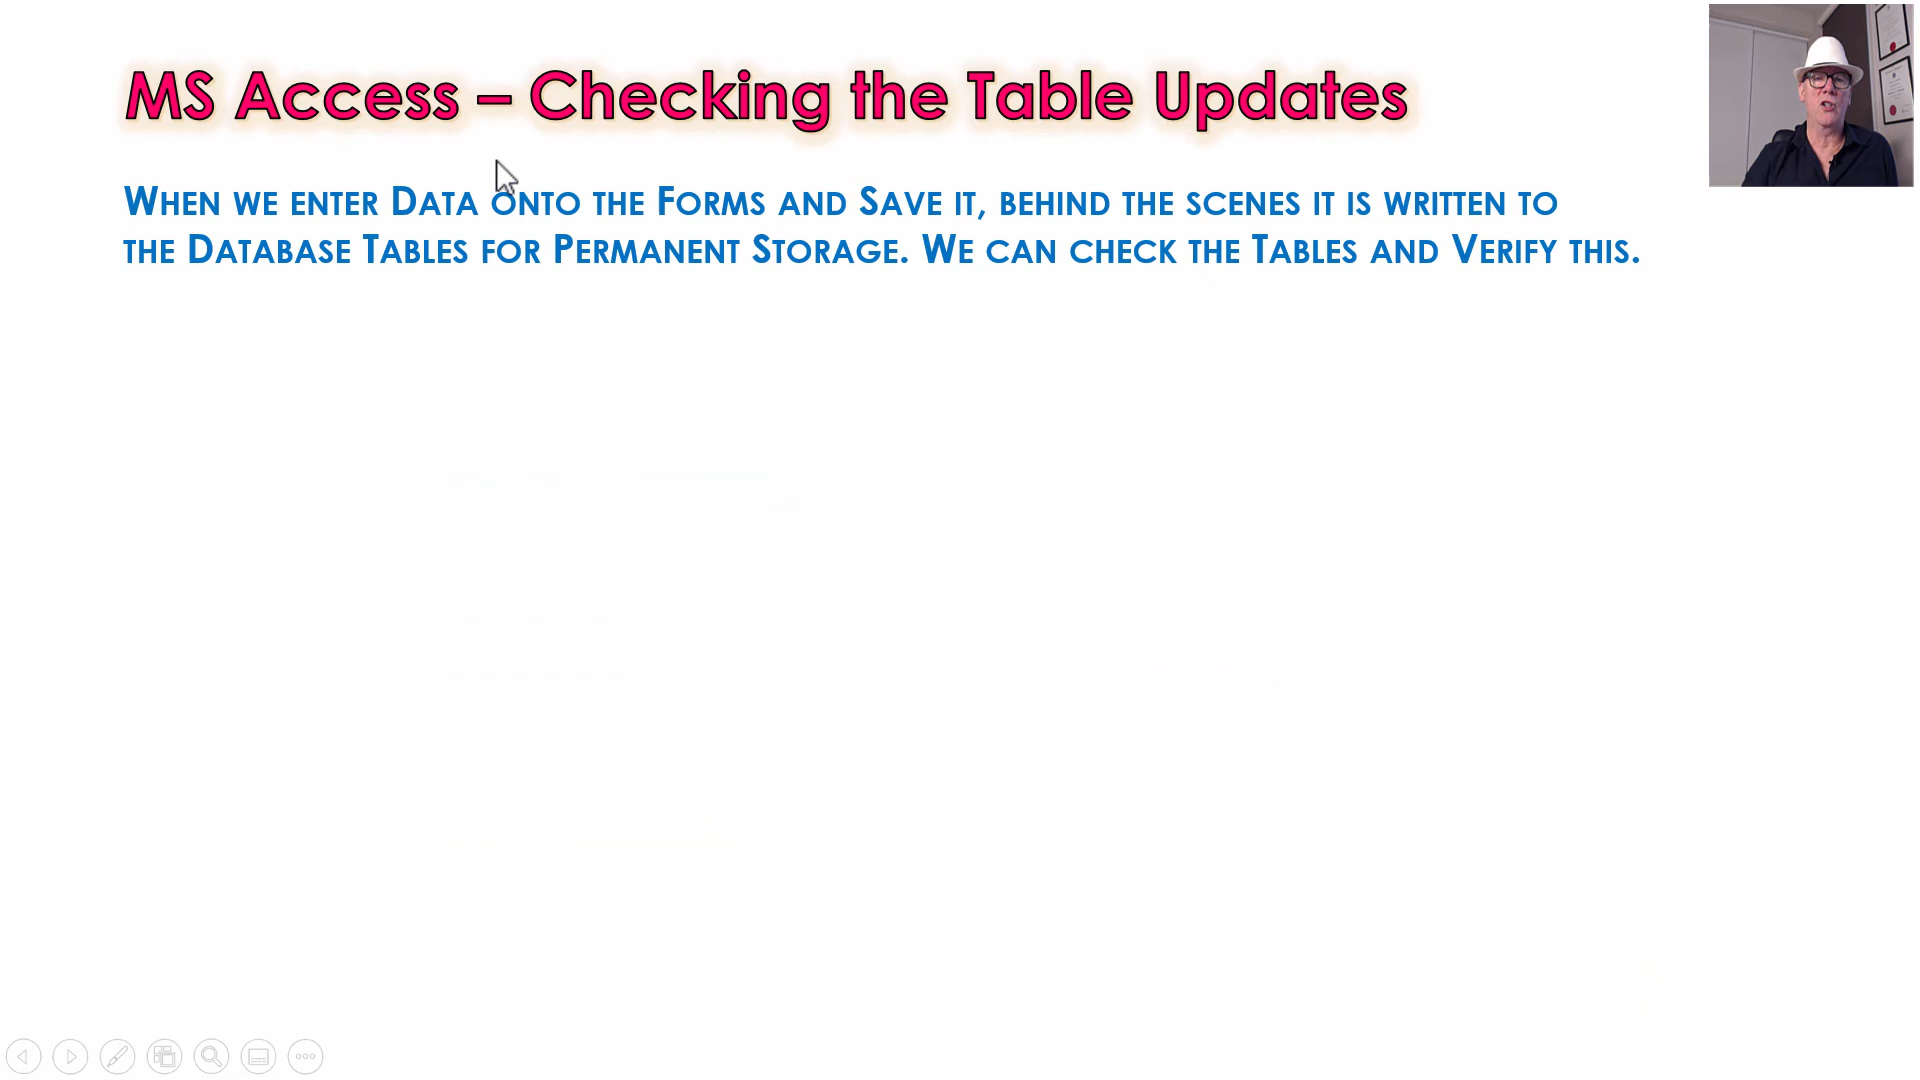 MS Access – Checking the Table Updates
When we enter Data onto the Forms and Save it, behind the scenes it is written to
the Database Tables for Permanent Storage. We can check the Tables and Verify this.